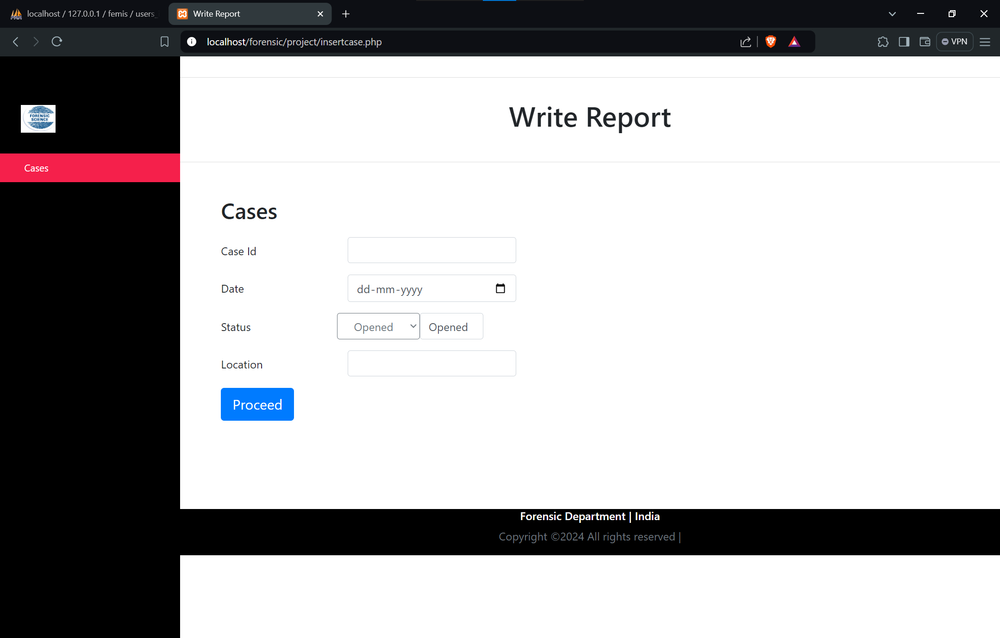 localhost / 127.0.0.1 / femis / users_
Write Report
localhost/forensic/project/insertcase.php
VPN
FORENSIC
SCIENCE
Write Report
Cases
Cases
Case Id
Date dd-mm-yyyy
Status Opened Opened
Location
Proceed
Forensic Department | India
Copyright ©2024 All rights reserved |